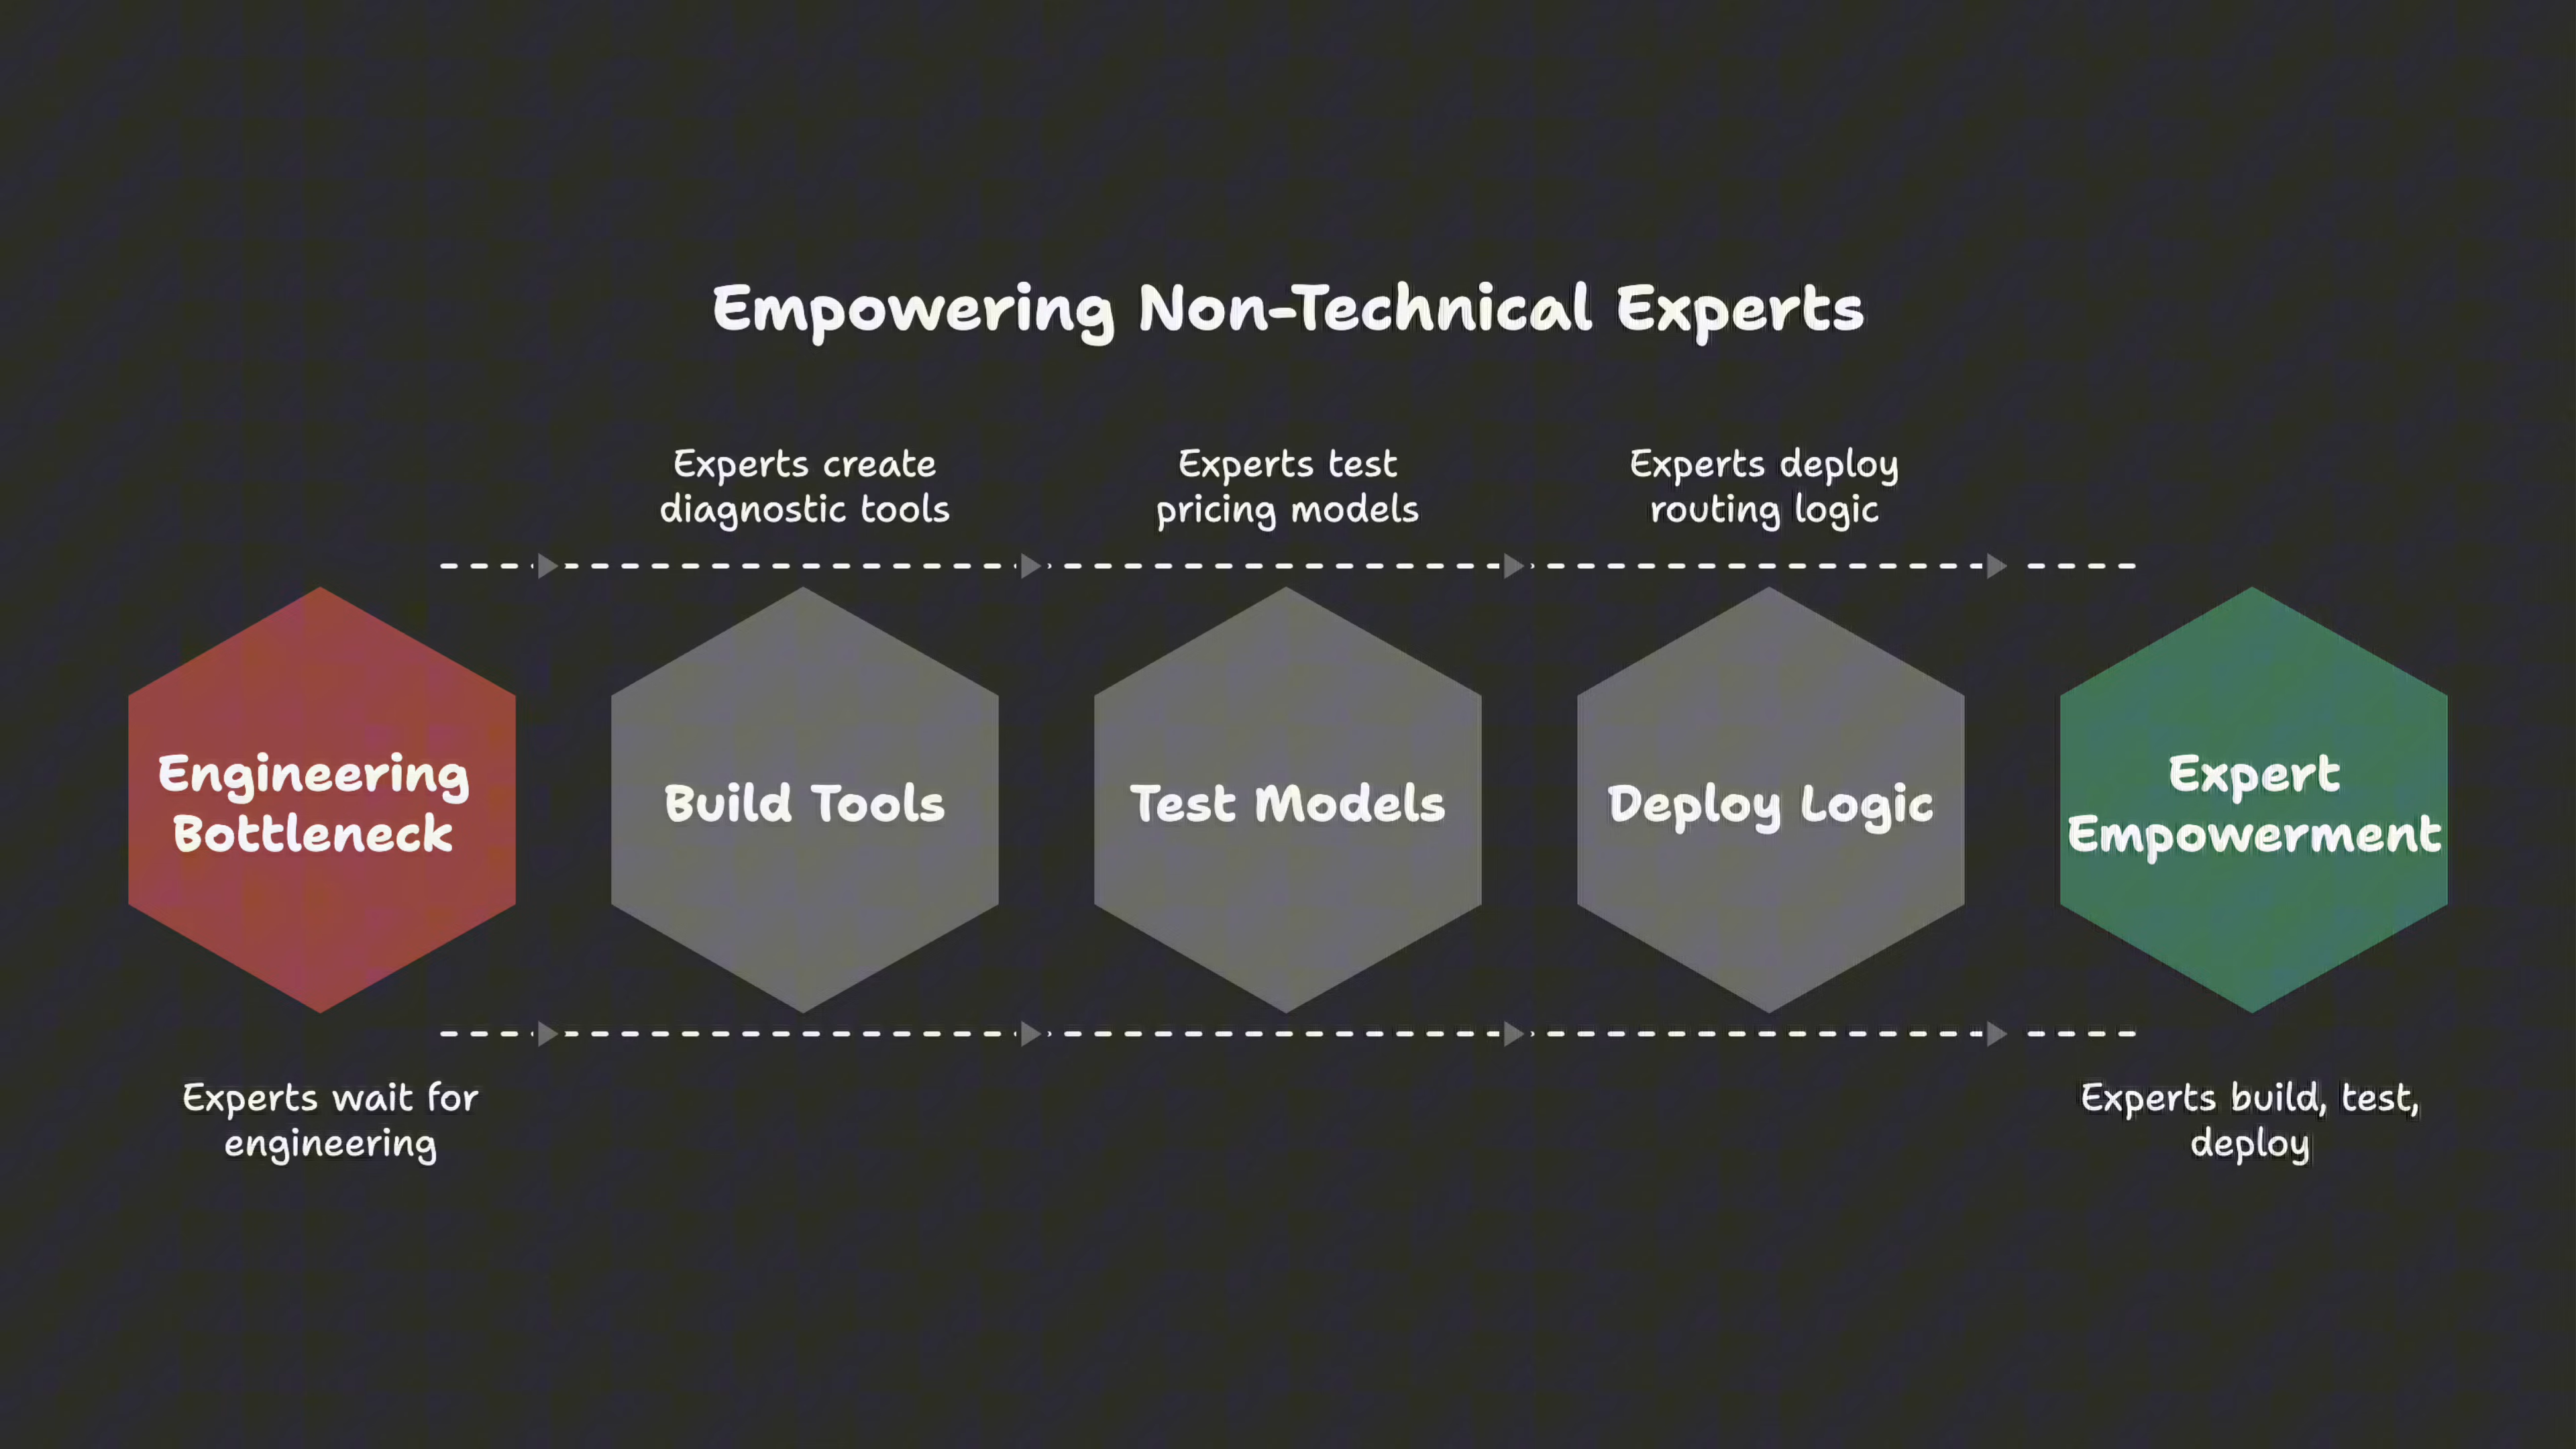 Empowering Non-Technical Experts
Experts create
diagnostic tools
Experts test
pricing models
Experts deploy
routing logic
Engineering
Bottleneck
Build Tools
Test Models
Deploy Logic
Expert
Empowerment
Experts wait for
engineering
Experts build, test,
deploy